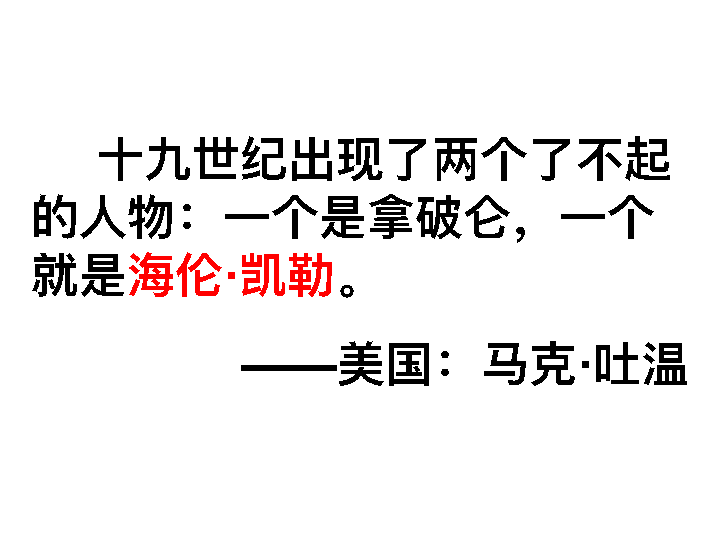 十九世纪出现了两个了不起
的人物：一个是拿破仑，一个
就是海伦·凯勒。
——美国：马克·吐温